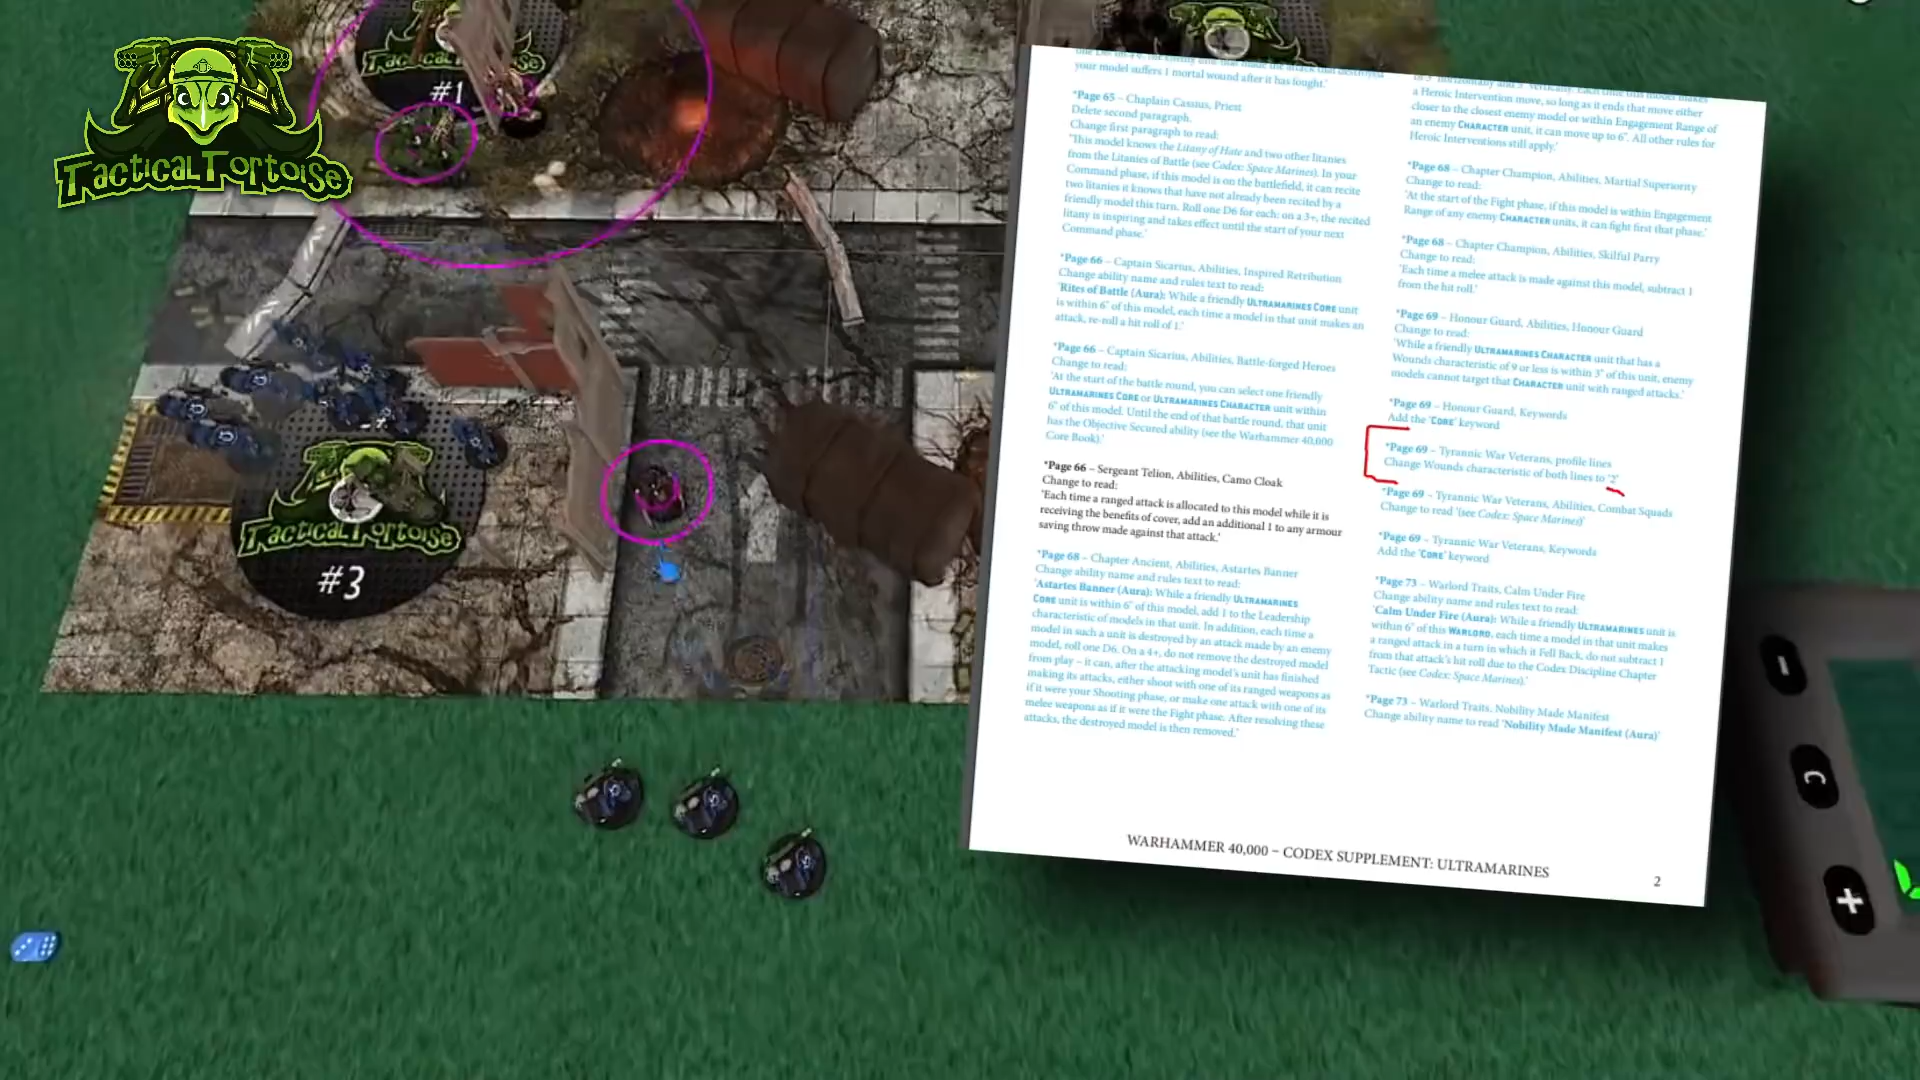 TacticalTortoise
#1
TacticalTortoise
#3
your model suffers 1 mortal wound after it has fought.'
*Page 65 – Chaplain Cassius, Priest
Delete second paragraph.
Change first paragraph to read:
'This model knows the Litany of Hate and two other litanies
from the Litanies of Battle (see Codex: Space Marines). In your
Command phase, if this model is on the battlefield, it can recite
two litanies it knows that have not already been recited by a
friendly model this turn. Roll one D6 for each: on a 3+, the recited
litany is inspiring and takes effect until the start of your next
Command phase.'
*Page 66 – Captain Sicarius, Abilities, Inspired Retribution
Change ability name and rules text to read:
'Rites of Battle (Aura): While a friendly ULTRAMARINES CORE unit
is within 6" of this model, each time a model in that unit makes an
attack, re-roll a hit roll of 1.'
*Page 66 – Captain Sicarius, Abilities, Battle-forged Heroes
Change to read:
'At the start of the battle round, you can select one friendly
ULTRAMARINES CORE or ULTRAMARINES CHARACTER unit within
6" of this model. Until the end of that battle round, that unit
has the Objective Secured ability (see the Warhammer 40,000
Core Book).'
*Page 66 – Sergeant Telion, Abilities, Camo Cloak
Change to read:
'Each time a ranged attack is allocated to this model while it is
receiving the benefits of cover, add an additional 1 to any armour
saving throw made against that attack.'
*Page 68 – Chapter Ancient, Abilities, Astartes Banner
Change ability name and rules text to read:
'Astartes Banner (Aura): While a friendly ULTRAMARINES
CORE unit is within 6" of this model, add 1 to the Leadership
characteristic of models in that unit. In addition, each time a
model in such a unit is destroyed by an attack made by an enemy
model, roll one D6. On a 4+, do not remove the destroyed model
from play – it can, after the attacking model's unit has finished
making its attacks, either shoot with one of its ranged weapons as
if it were your Shooting phase, or make one attack with one of its
melee weapons as if it were the Fight phase. After resolving these
attacks, the destroyed model is then removed.'
a Heroic Intervention move, so long as it ends that move either
closer to the closest enemy model or within Engagement Range of
an enemy CHARACTER unit, it can move up to 6". All other rules for
Heroic Interventions still apply.'
*Page 68 – Chapter Champion, Abilities, Martial Superiority
Change to read:
'At the start of the Fight phase, if this model is within Engagement
Range of any enemy CHARACTER units, it can fight first that phase.'
*Page 68 – Chapter Champion, Abilities, Skilful Parry
Change to read:
'Each time a melee attack is made against this model, subtract 1
from the hit roll.'
*Page 69 – Honour Guard, Abilities, Honour Guard
Change to read:
'While a friendly ULTRAMARINES CHARACTER unit that has a
Wounds characteristic of 9 or less is within 3" of this unit, enemy
models cannot target that CHARACTER unit with ranged attacks.'
*Page 69 – Honour Guard, Keywords
Add the 'CORE' keyword
*Page 69 – Tyrannic War Veterans, profile lines
Change Wounds characteristic of both lines to '2'
*Page 69 – Tyrannic War Veterans, Abilities, Combat Squads
Change to read '(see Codex: Space Marines)'
*Page 69 – Tyrannic War Veterans, Keywords
Add the 'CORE' keyword
*Page 73 – Warlord Traits, Calm Under Fire
Change ability name and rules text to read:
'Calm Under Fire (Aura): While a friendly ULTRAMARINES unit is
within 6" of this WARLORD, each time a model in that unit makes
a ranged attack in a turn in which it Fell Back, do not subtract 1
from that attack's hit roll due to the Codex Discipline Chapter
Tactic (see Codex: Space Marines).'
*Page 73 – Warlord Traits, Nobility Made Manifest
Change ability name to read 'Nobility Made Manifest (Aura)'
WARHAMMER 40,000 – CODEX SUPPLEMENT: ULTRAMARINES
2
-
C
+